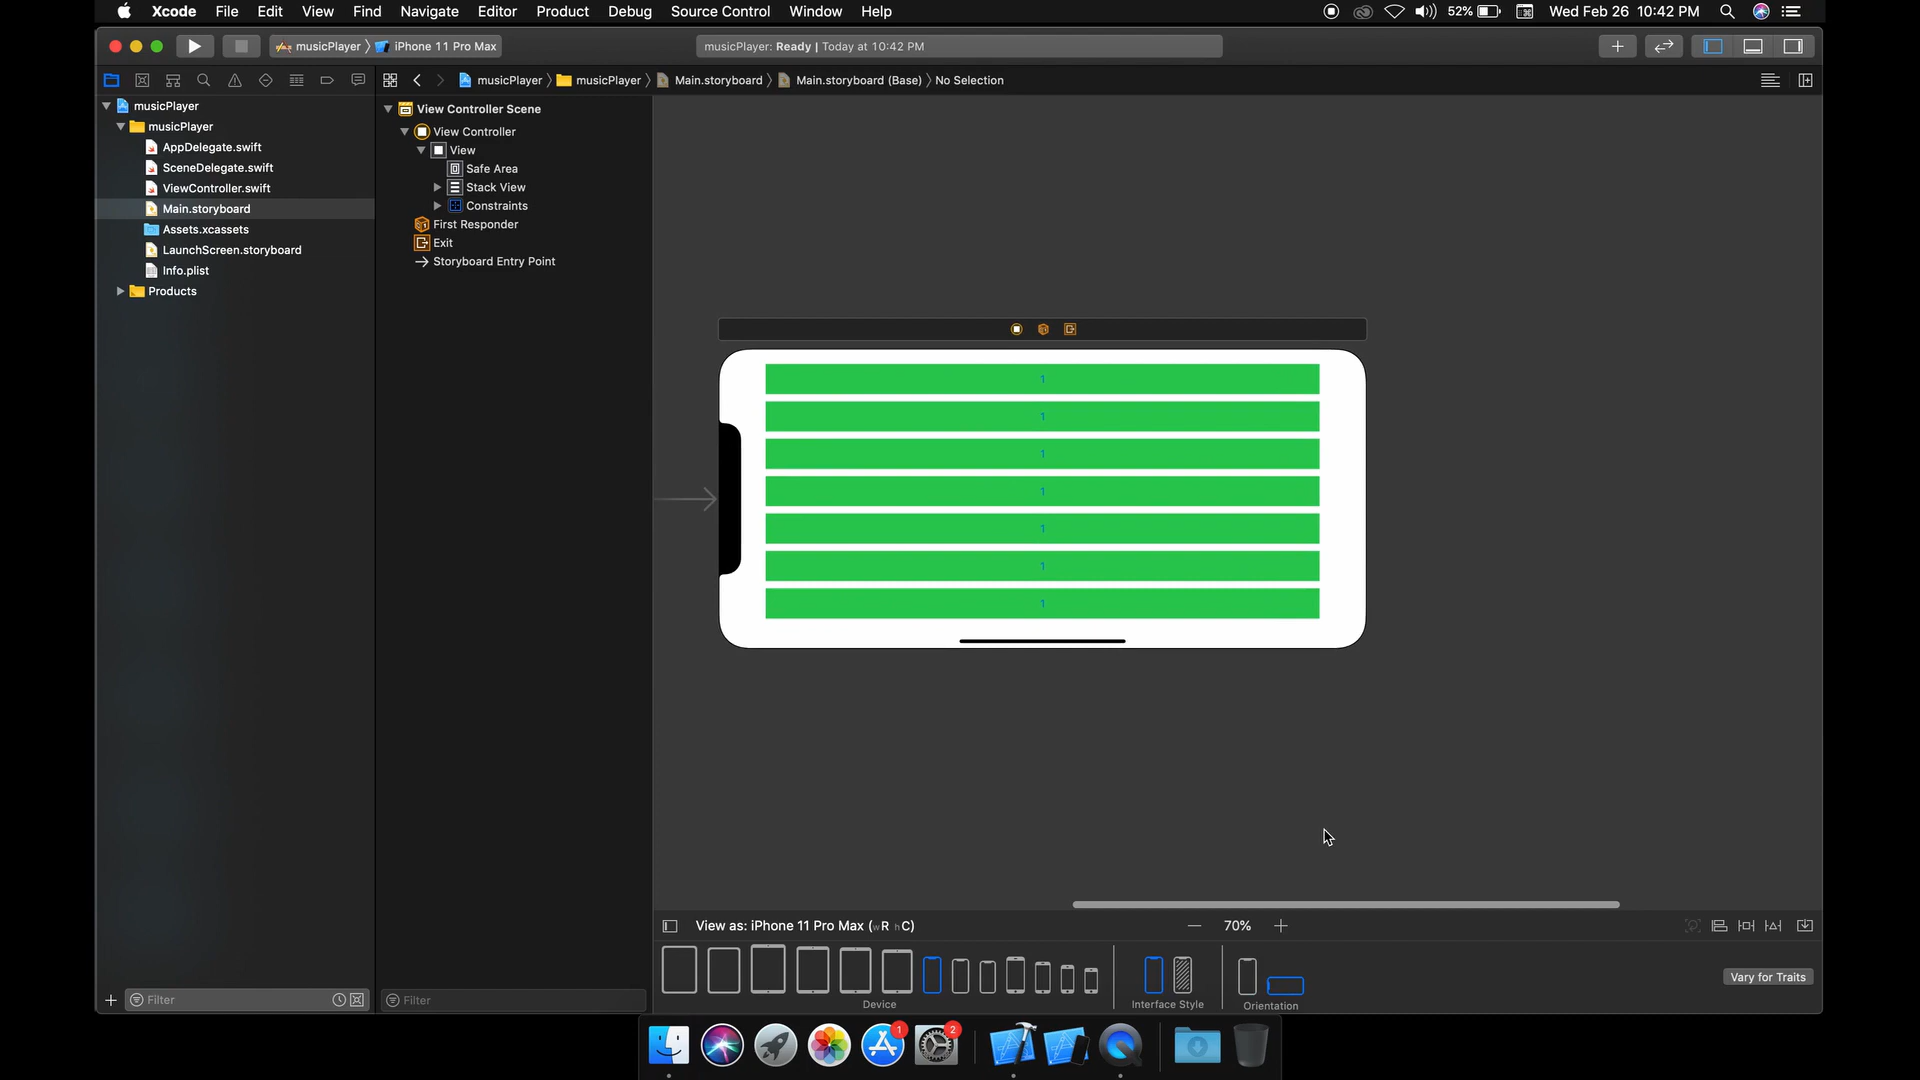 Xcode File Edit View Find Navigate Editor Product Debug Source Control Window Help 52% Wed Feb 26 10:42 PM
musicPlayer iPhone 11 Pro Max musicPlayer: Ready | Today at 10:42 PM
musicPlayer musicPlayer Main.storyboard Main.storyboard (Base) No Selection
musicPlayer
musicPlayer
AppDelegate.swift
SceneDelegate.swift
ViewController.swift
Main.storyboard
Assets.xcassets
LaunchScreen.storyboard
Info.plist
Products
View Controller Scene
View Controller
View
Safe Area
Stack View
Constraints
First Responder
Exit
Storyboard Entry Point
1
1
1
1
1
1
1
View as: iPhone 11 Pro Max (wR hC) 70%
Vary for Traits
Device Interface Style Orientation
Filter Filter
1 2